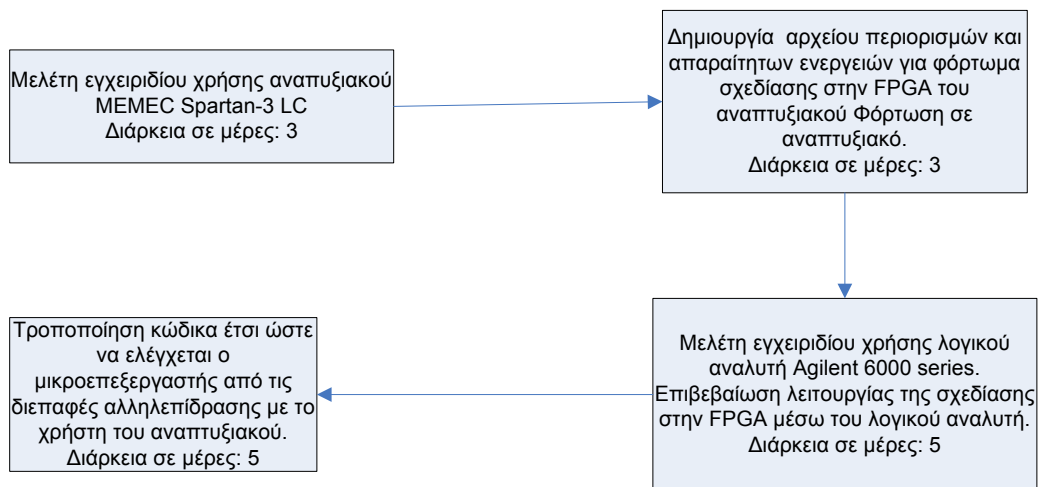 Μελέτη εγχειριδίου χρήσης αναπυξιακού
MEMEC Spartan-3 LC
Διάρκεια σε μέρες: 3
Δημιουργία αρχείου περιορισμών και
απαραίτητων ενεργειών για φόρτωμα
σχεδίασης στην FPGA του
αναπτυξιακού Φόρτωση σε
αναπτυξιακό.
Διάρκεια σε μέρες: 3
Μελέτη εγχειριδίου χρήσης λογικού
αναλυτή Agilent 6000 series.
Επιβεβαίωση λειτουργίας της σχεδίασης
στην FPGA μέσω του λογικού αναλυτή.
Διάρκεια σε μέρες: 5
Τροποποίηση κώδικα έτσι ώστε
να ελέγχεται ο
μικροεπεξεργαστής από τις
διεπαφές αλληλεπίδρασης με το
χρήστη του αναπτυξιακού.
Διάρκεια σε μέρες: 5